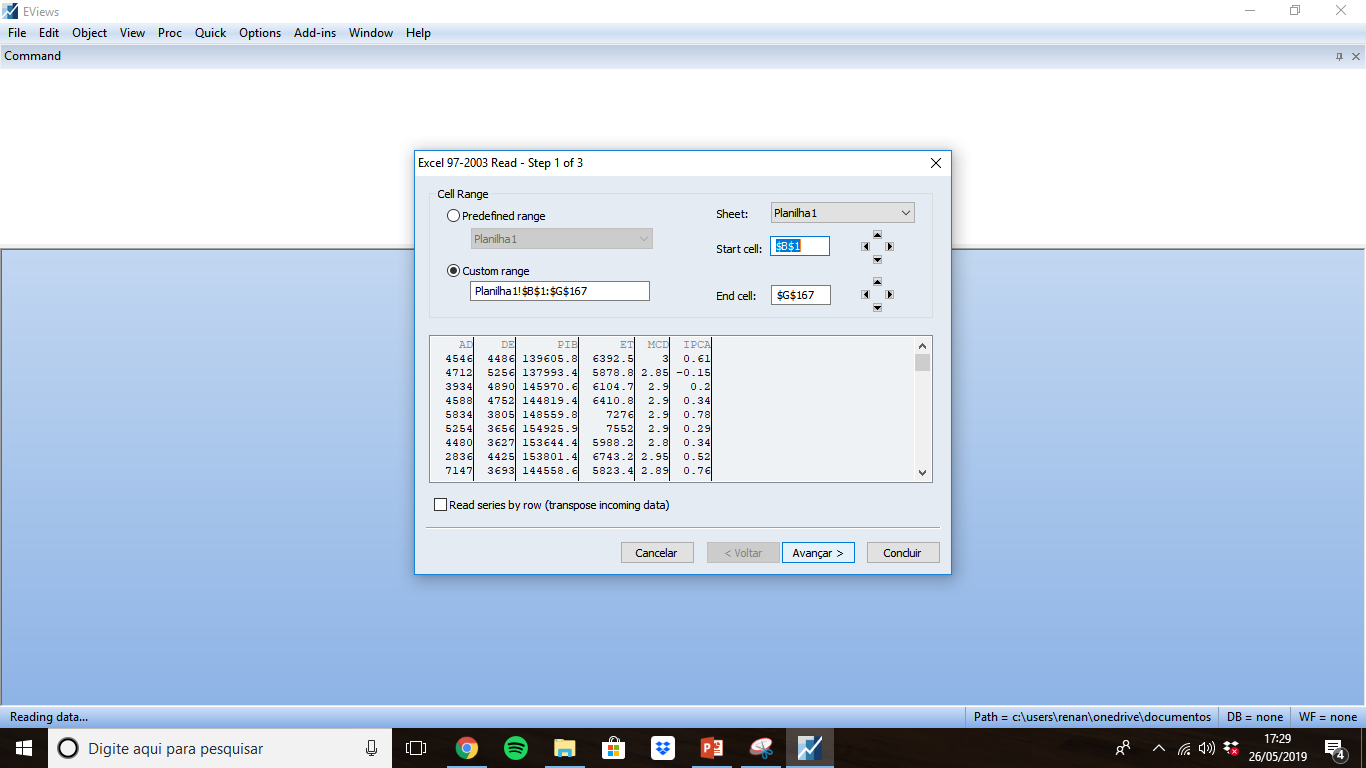 EViews
File Edit Object View Proc Quick Options Add-ins Window Help
Command
Excel 97-2003 Read - Step 1 of 3
Cell Range
Predefined range
Planilha1
Custom range
Planilha1!$B$1:$G$167
Sheet: Planilha1
Start cell: $B$1
End cell: $G$167
AD DE PIB ET MCD IPCA
4546 4486 139605.8 6392.5 3 0.61
4712 5256 137993.4 5878.8 2.85 -0.15
3934 4890 145970.6 6104.7 2.9 0.2
4588 4752 144819.4 6410.8 2.9 0.34
5834 3805 148559.8 7276 2.9 0.78
5254 3656 154925.9 7552 2.9 0.29
4480 3627 153644.4 5988.2 2.8 0.34
2836 4425 153801.4 6743.2 2.95 0.52
7147 3693 144558.6 5823.4 2.89 0.76
Read series by row (transpose incoming data)
Cancelar < Voltar Avançar > Concluir
Reading data... Path = c:\users\renan\onedrive\documentos DB = none WF = none
Digite aqui para pesquisar
17:29
26/05/2019
4